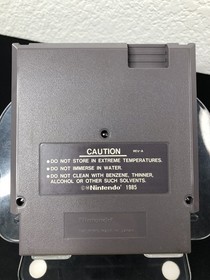 CAUTION REV-A
•DO NOT STORE IN EXTREME TEMPERATURES.
•DO NOT IMMERSE IN WATER.
•DO NOT CLEAN WITH BENZENE, THINNER,
ALCOHOL OR OTHER SUCH SOLVENTS.
©Nintendo® 1985